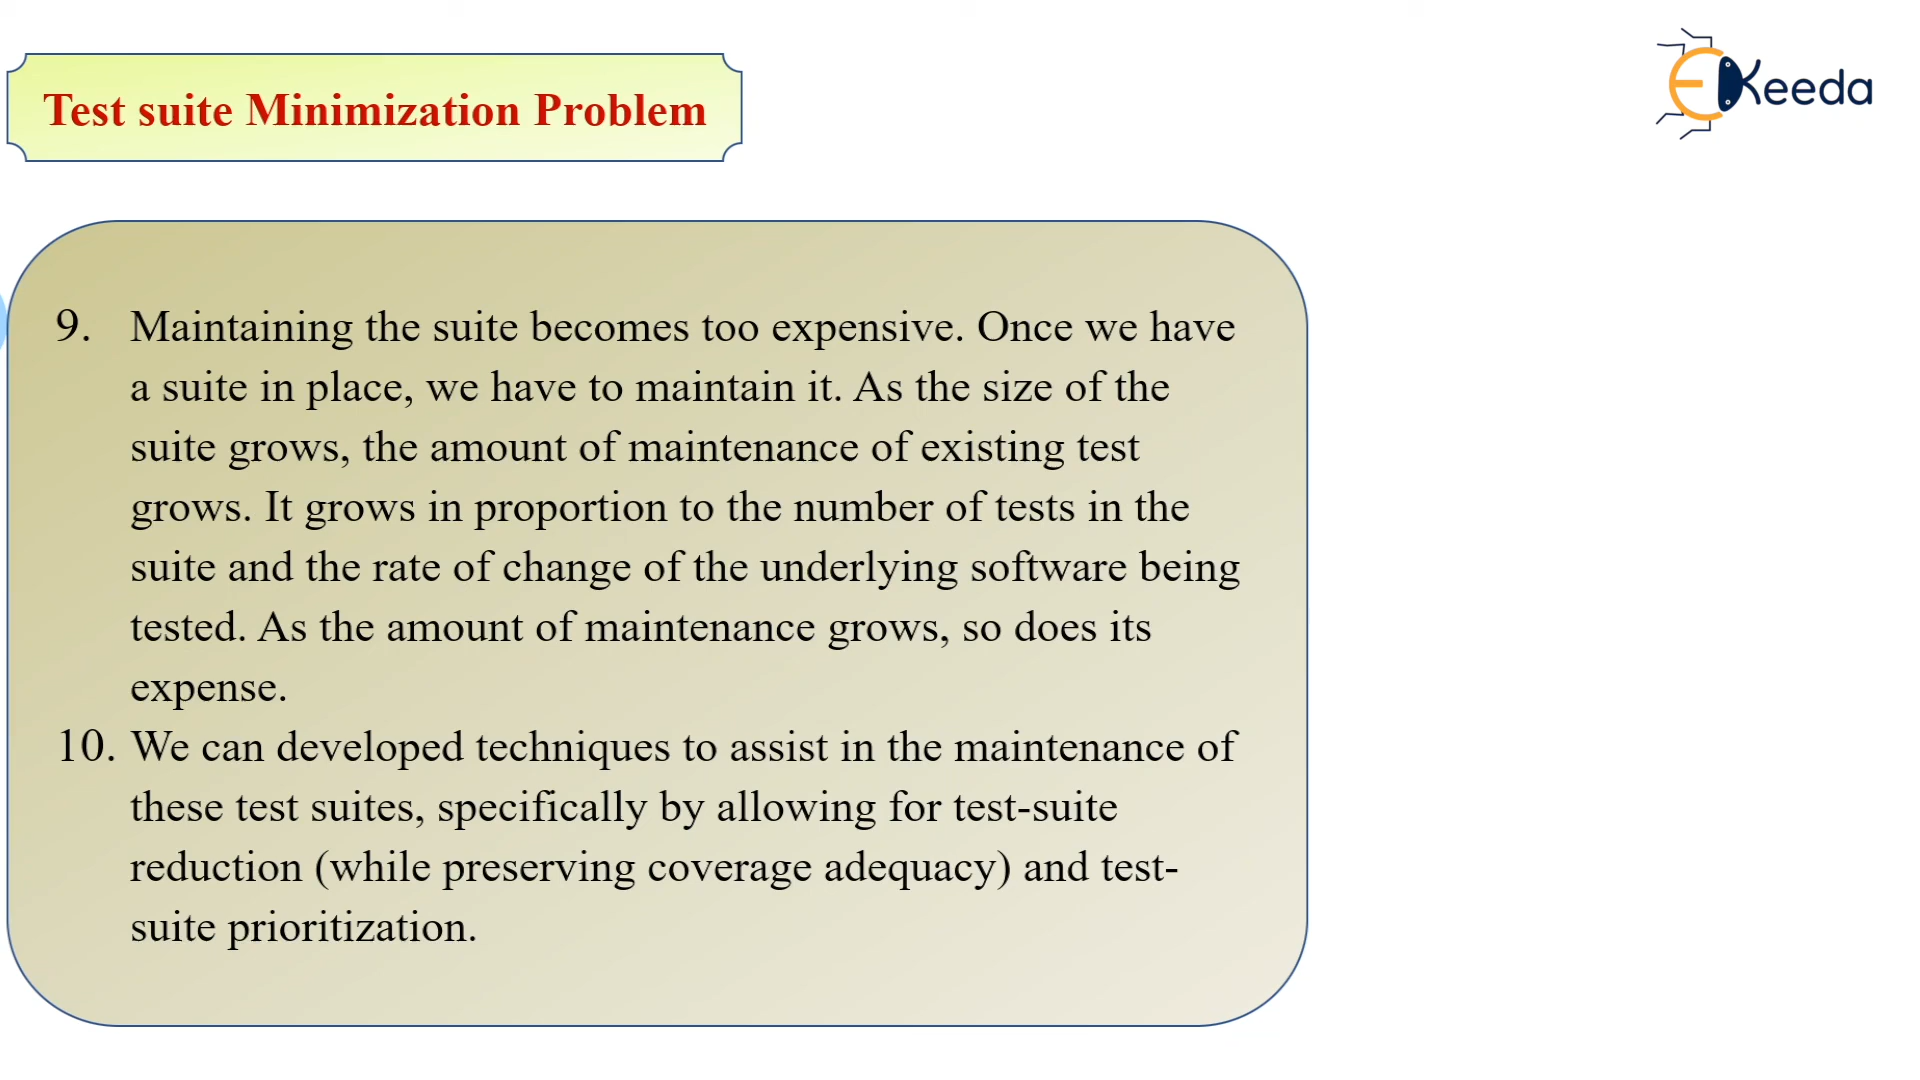 Test suite Minimization Problem
EKeeda
9. Maintaining the suite becomes too expensive. Once we have
a suite in place, we have to maintain it. As the size of the
suite grows, the amount of maintenance of existing test
grows. It grows in proportion to the number of tests in the
suite and the rate of change of the underlying software being
tested. As the amount of maintenance grows, so does its
expense.
10. We can developed techniques to assist in the maintenance of
these test suites, specifically by allowing for test-suite
reduction (while preserving coverage adequacy) and test-
suite prioritization.